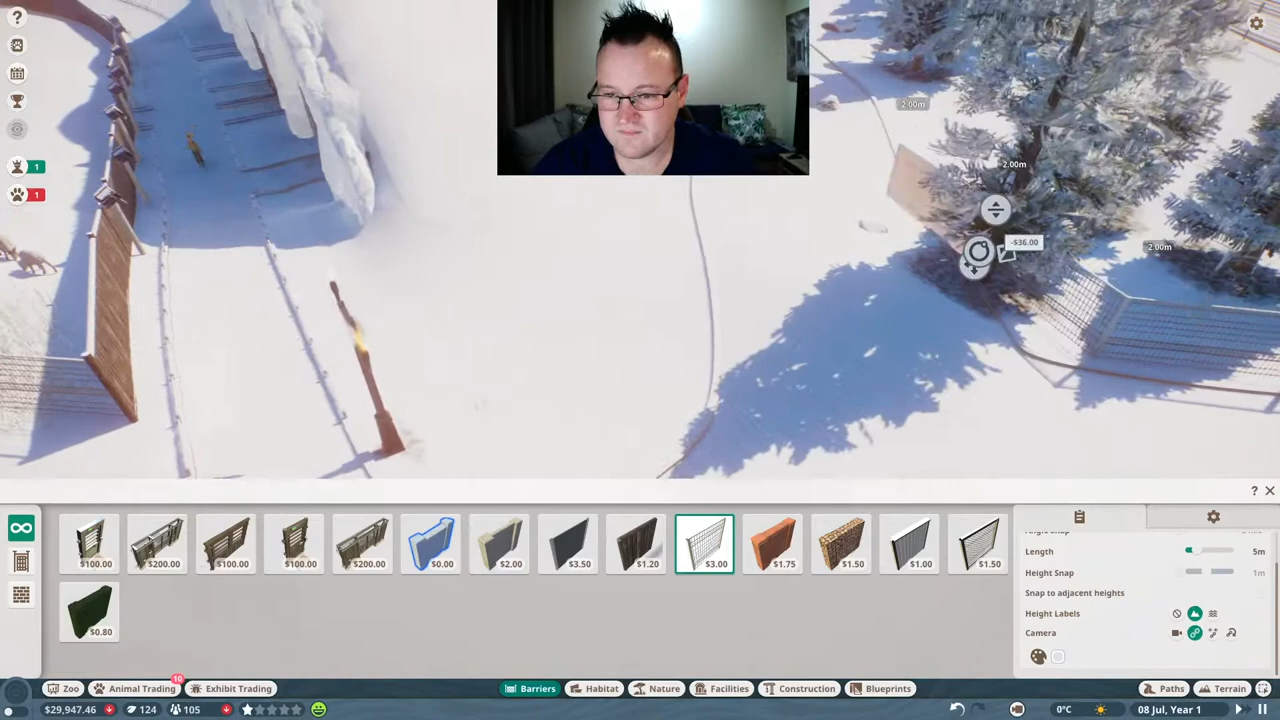 ?
1
1
2.00m
2.00m
-$36.00
2.00m
?
$100.00 $200.00 $100.00 $100.00 $200.00 $0.00 $2.00 $3.50 $1.20 $3.00 $1.75 $1.50 $1.00 $1.50
$0.80
Length 5m
Height Snap 1m
Snap to adjacent heights
Height Labels
Camera
10
Zoo Animal Trading Exhibit Trading Barriers Habitat Nature Facilities Construction Blueprints Paths Terrain
$29,947.46 124 105 0°C 08 Jul, Year 1